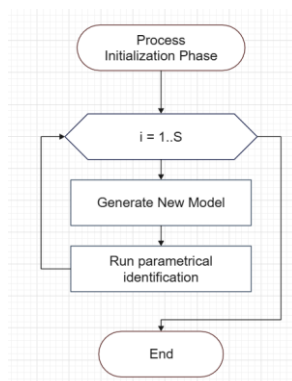 Process
Initialization Phase
i = 1..S
Generate New Model
Run parametrical
identification
End